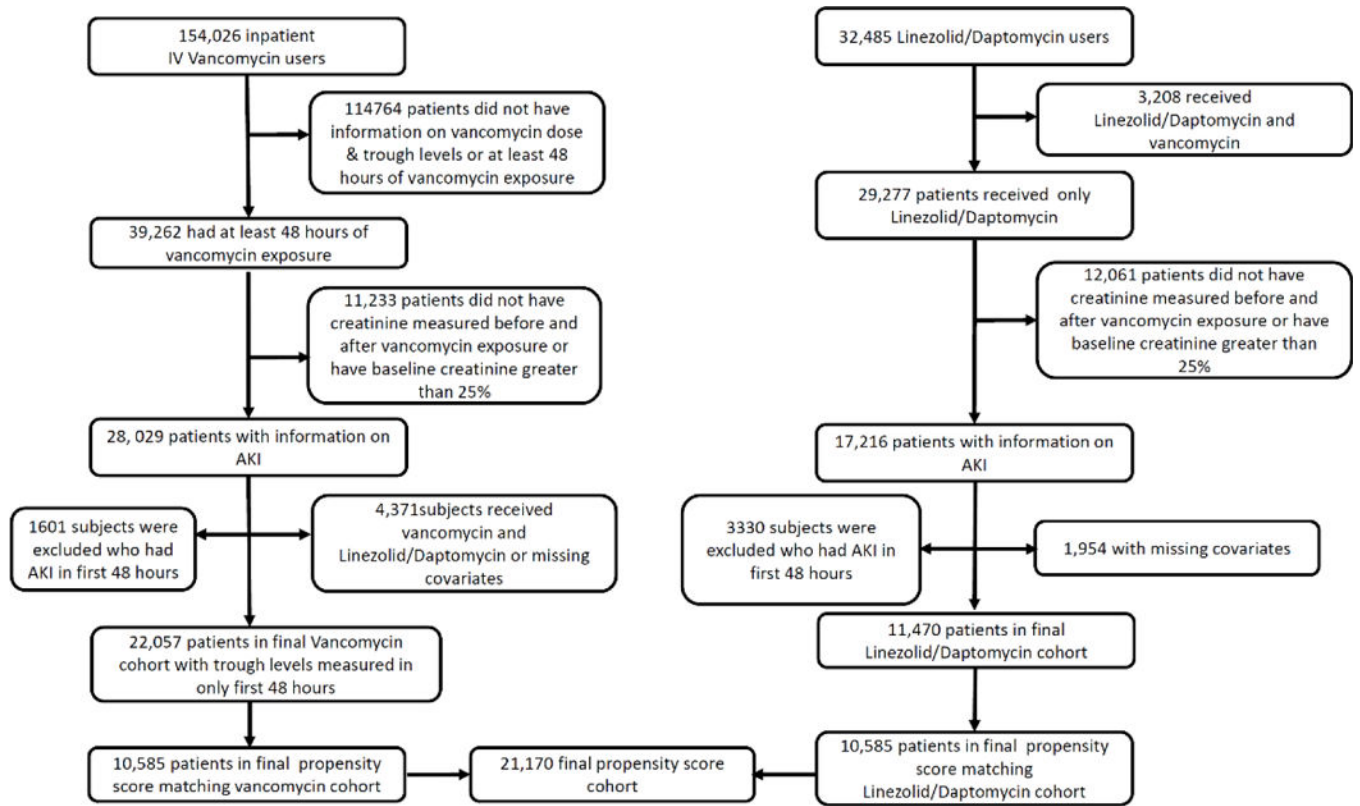 154,026 inpatient
IV Vancomycin users
114764 patients did not have
information on vancomycin dose
& trough levels or at least 48
hours of vancomycin exposure
39,262 had at least 48 hours of
vancomycin exposure
11,233 patients did not have
creatinine measured before and
after vancomycin exposure or
have baseline creatinine greater
than 25%
28, 029 patients with information on
AKI
1601 subjects were
excluded who had
AKI in first 48 hours
4,371subjects received
vancomycin and
Linezolid/Daptomycin or missing
covariates
22,057 patients in final Vancomycin
cohort with trough levels measured in
only first 48 hours
10,585 patients in final propensity
score matching vancomycin cohort
21,170 final propensity score
cohort
32,485 Linezolid/Daptomycin users
3,208 received
Linezolid/Daptomycin and
vancomycin
29,277 patients received only
Linezolid/Daptomycin
12,061 patients did not have
creatinine measured before and
after vancomycin exposure or have
baseline creatinine greater than
25%
17,216 patients with information on
AKI
3330 subjects were
excluded who had AKI in
first 48 hours
1,954 with missing covariates
11,470 patients in final
Linezolid/Daptomycin cohort
10,585 patients in final propensity
score matching
Linezolid/Daptomycin cohort